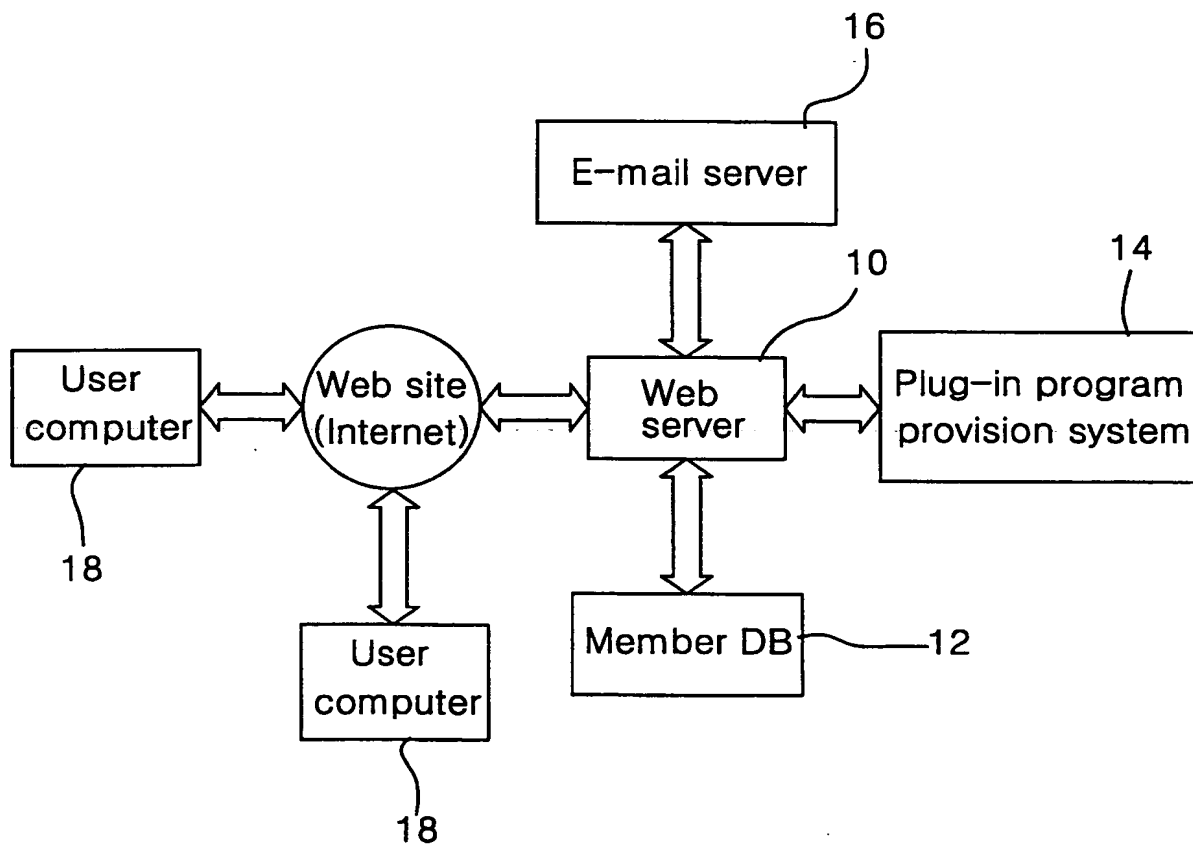 16
E-mail server
10
14
User
computer
Web site
(Internet)
Web
server
Plug-in program
provision system
18
User
computer
Member DB
12
18